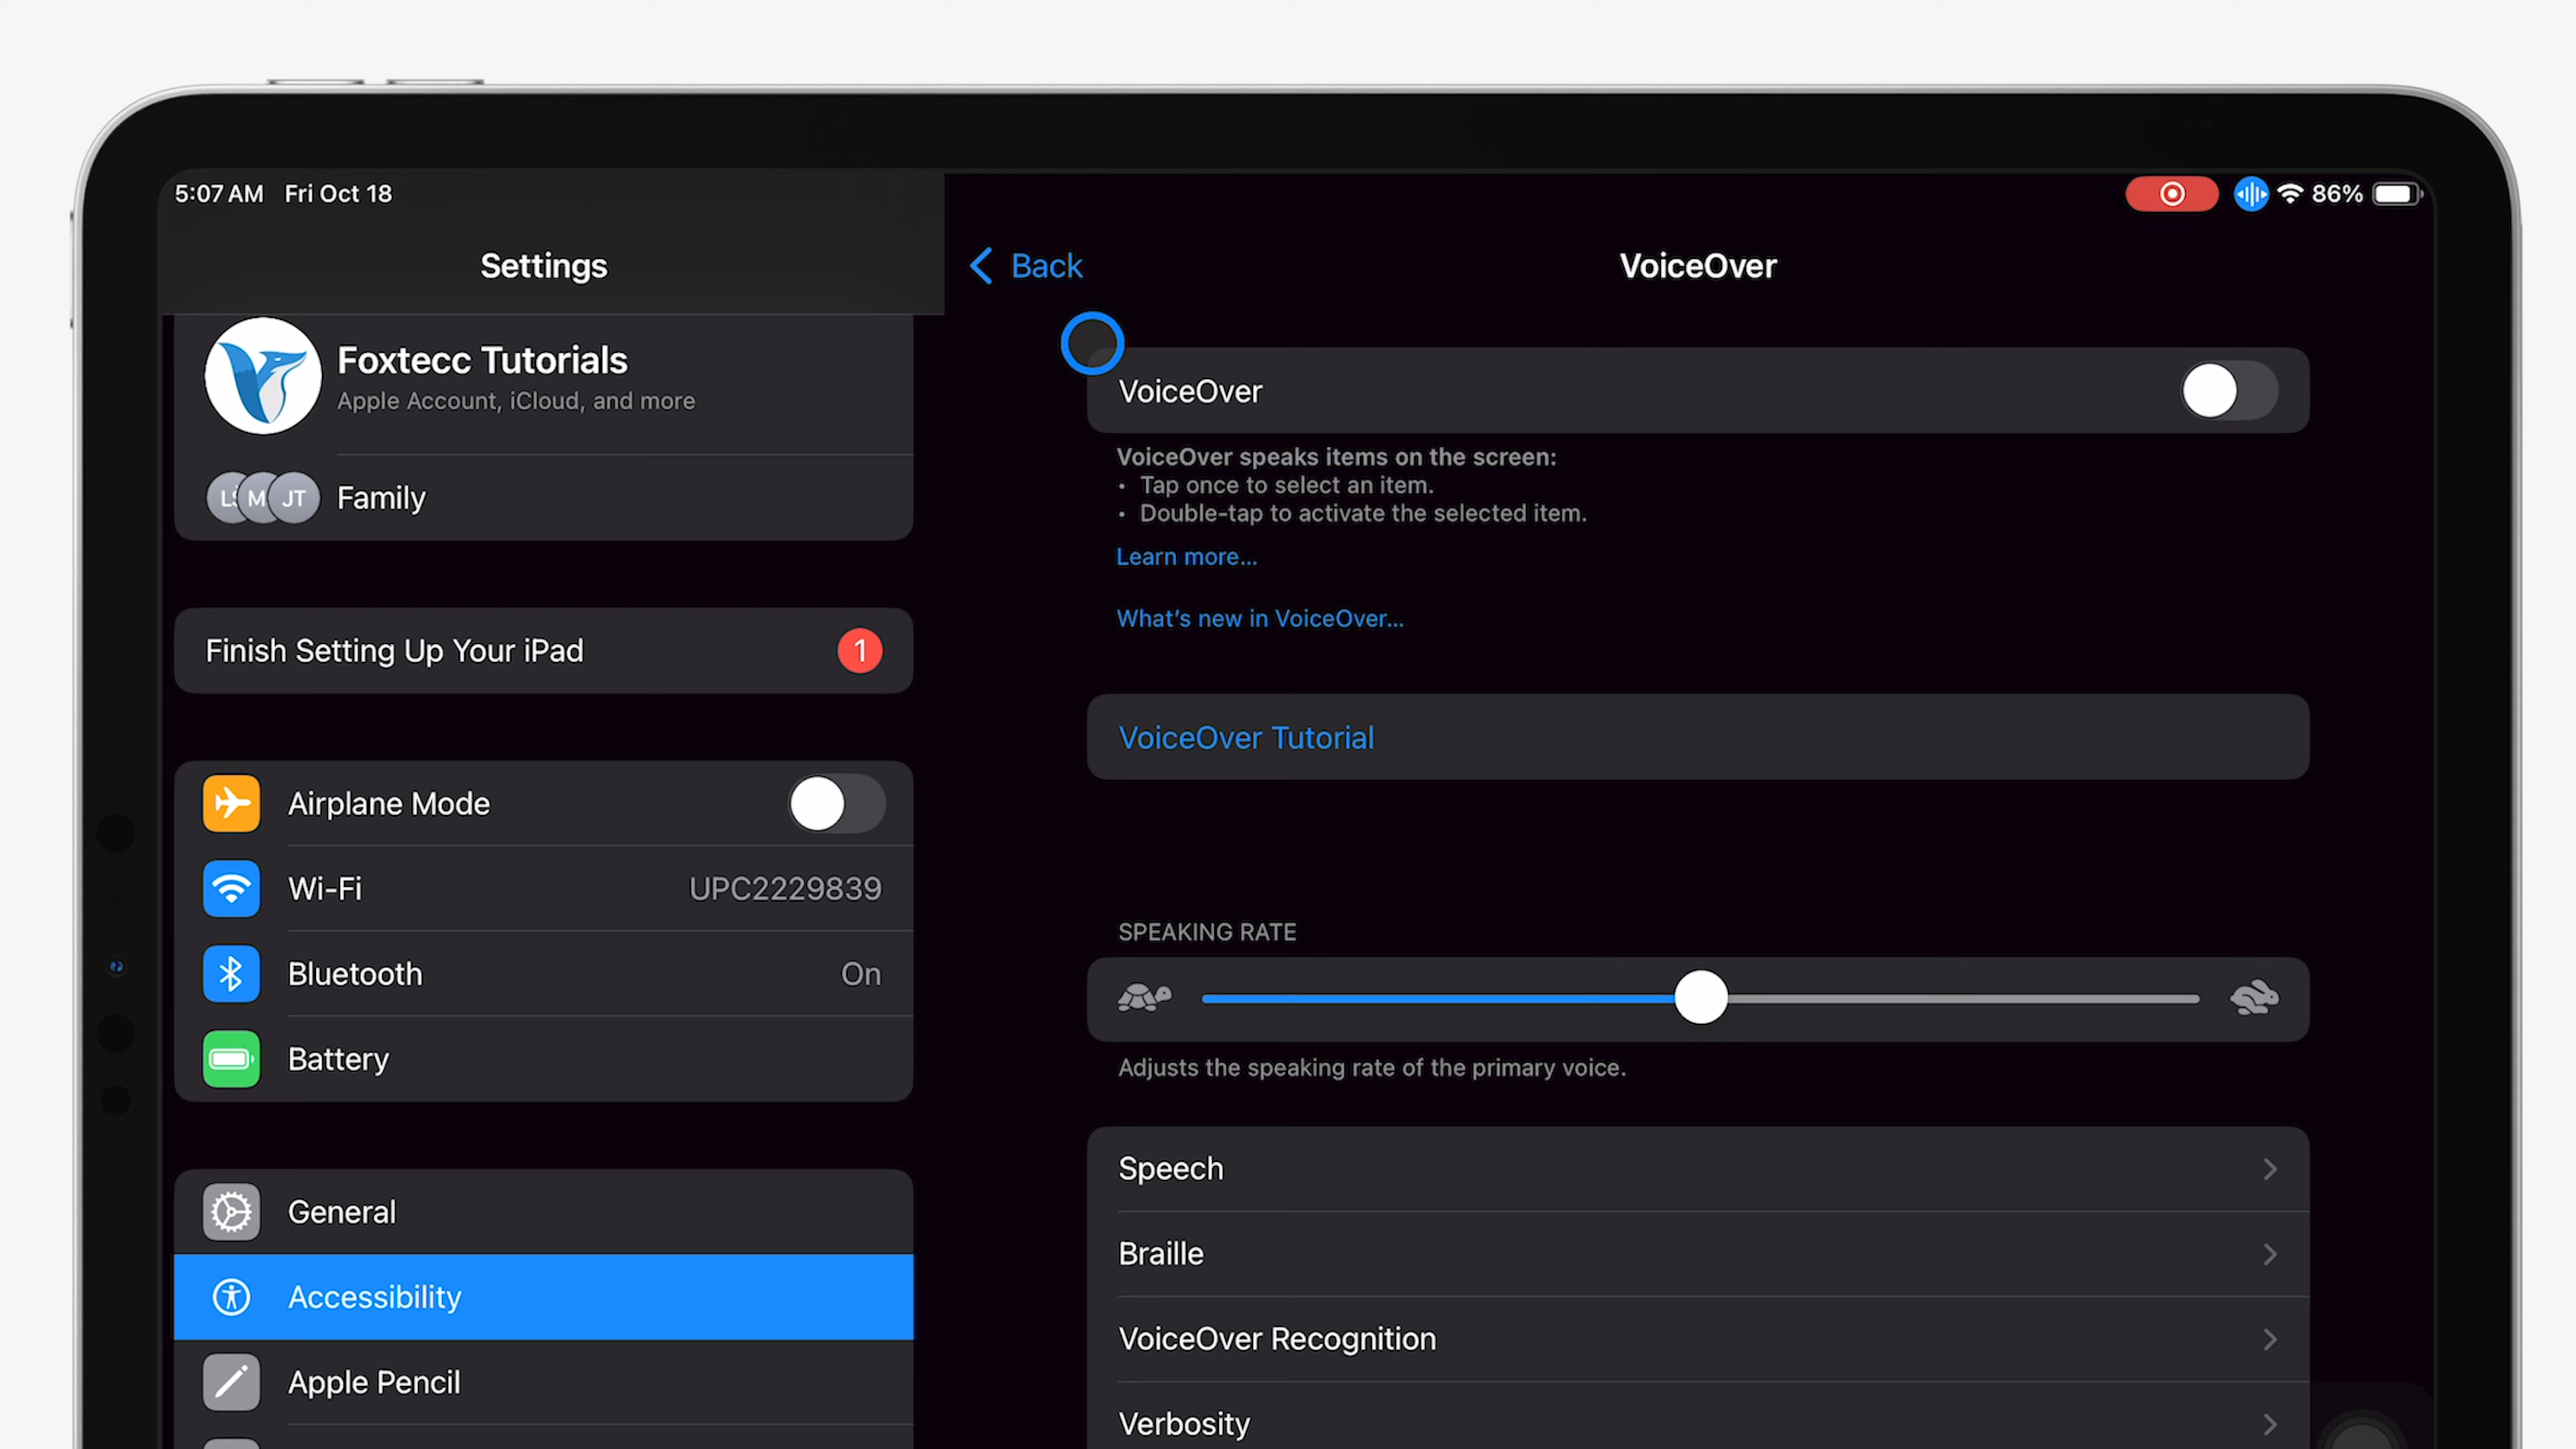 5:07 AM Fri Oct 18
86%
Settings
Foxtecc Tutorials
Apple Account, iCloud, and more
M JT
Family
Finish Setting Up Your iPad
1
Airplane Mode
Wi-Fi
UPC2229839
Bluetooth
On
Battery
General
Accessibility
Apple Pencil
Back
VoiceOver
VoiceOver
VoiceOver speaks items on the screen:
• Tap once to select an item.
• Double-tap to activate the selected item.
Learn more...
What's new in VoiceOver...
VoiceOver Tutorial
SPEAKING RATE
Adjusts the speaking rate of the primary voice.
Speech
Braille
VoiceOver Recognition
Verbosity